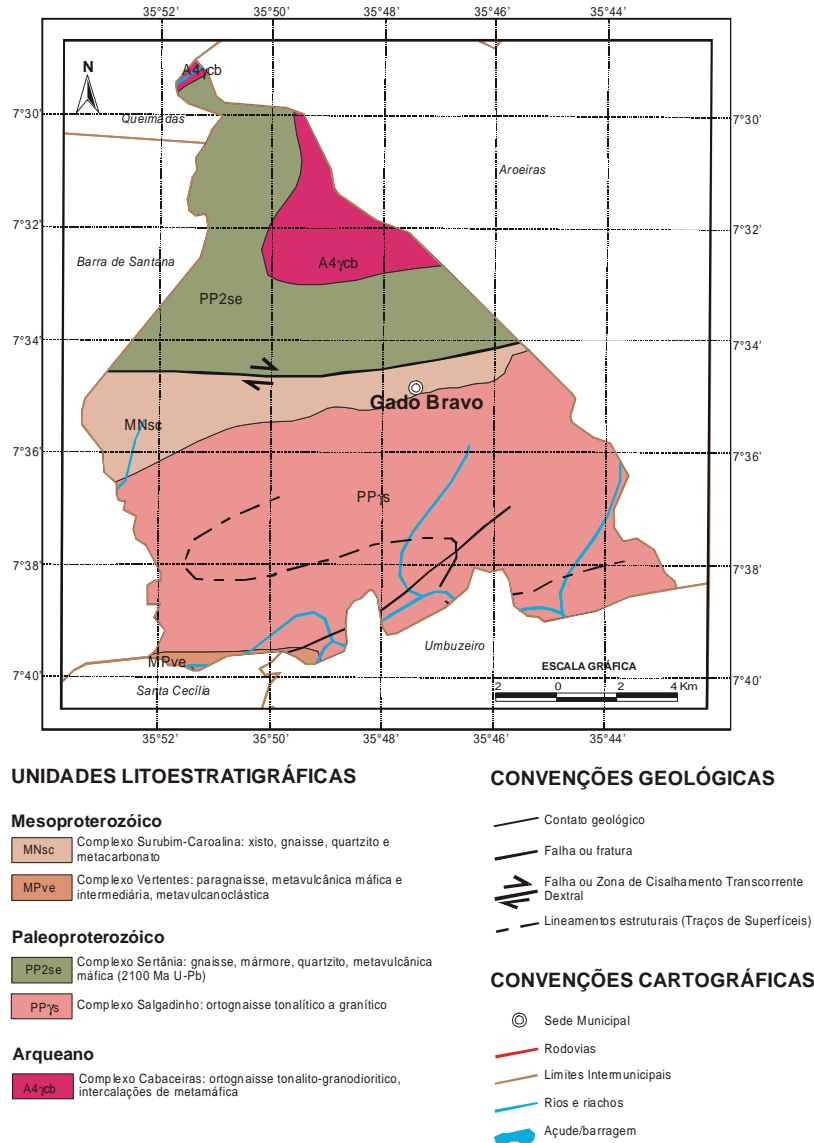 35°52' 35°50' 35°48' 35°46' 35°44'
A4γcb
N
7°30' 7°30'
Queimadas
Aroeiras
7°32' 7°32'
Barra de Santana
A4γcb
PP2se
7°34' 7°34'
Gado Bravo
MNsc
7°36' 7°36'
PPγs
7°38' 7°38'
Umbuzeiro
MPve
ESCALA GRÁFICA
7°40' 7°40'
Santa Cecília
2 0 2 4 Km
35°52' 35°50' 35°48' 35°46' 35°44'
UNIDADES LITOESTRATIGRÁFICAS
Mesoproterozóico
MNsc
Complexo Surubim-Caroalina: xisto, gnaisse, quartzito e
metacarbonato
MPve
Complexo Vertentes: paragnaisse, metavulcânica máfica e
intermediária, metavulcanoclástica
Paleoproterozóico
PP2se
Complexo Sertânia: gnaisse, mármore, quartzito, metavulcânica
máfica (2100 Ma U-Pb)
PPγs
Complexo Salgadinho: ortognaisse tonalítico a granítico
Arqueano
A4γcb
Complexo Cabaceiras: ortognaisse tonalito-granodioritico,
intercalações de metamáfica
CONVENÇÕES GEOLÓGICAS
Contato geológico
Falha ou fratura
Falha ou Zona de Cisalhamento Transcorrente
Dextral
Lineamentos estruturais (Traços de Superfíceis)
CONVENÇÕES CARTOGRÁFICAS
Sede Municipal
Rodovias
Limites Intermunicipais
Rios e riachos
Açude/barragem